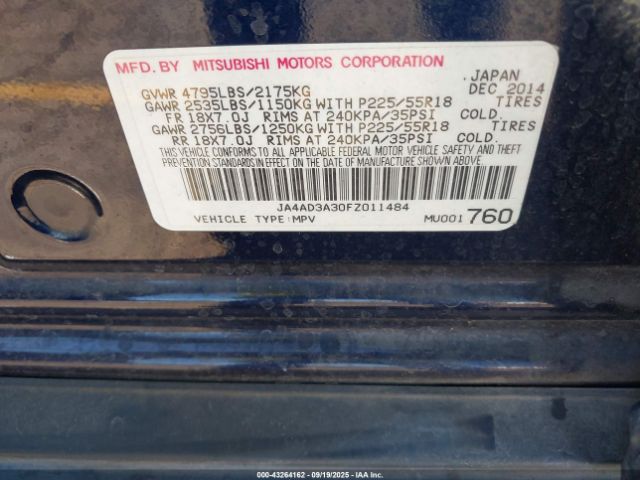 MFD. BY MITSUBISHI MOTORS CORPORATION
JAPAN
GVWR 4795LBS/2175KG DEC 2014
GAWR 2535LBS/1150KG WITH P225/55R18 TIRES
FR 18X7.0J RIMS AT 240KPA/35PSI COLD.
GAWR 2756LBS/1250KG WITH P225/55R18 TIRES
RR 18X7.0J RIMS AT 240KPA/35PSI COLD.
THIS VEHICLE CONFORMS TO ALL APPLICABLE FEDERAL MOTOR VEHICLE SAFETY AND THEFT
PREVENTION STANDARDS IN EFFECT ON THE DATE OF MANUFACTURE SHOWN ABOVE.
JA4AD3A30FZ011484
VEHICLE TYPE:MPV MU001 760
000-43264162 - 09/19/2025 - IAA Inc.